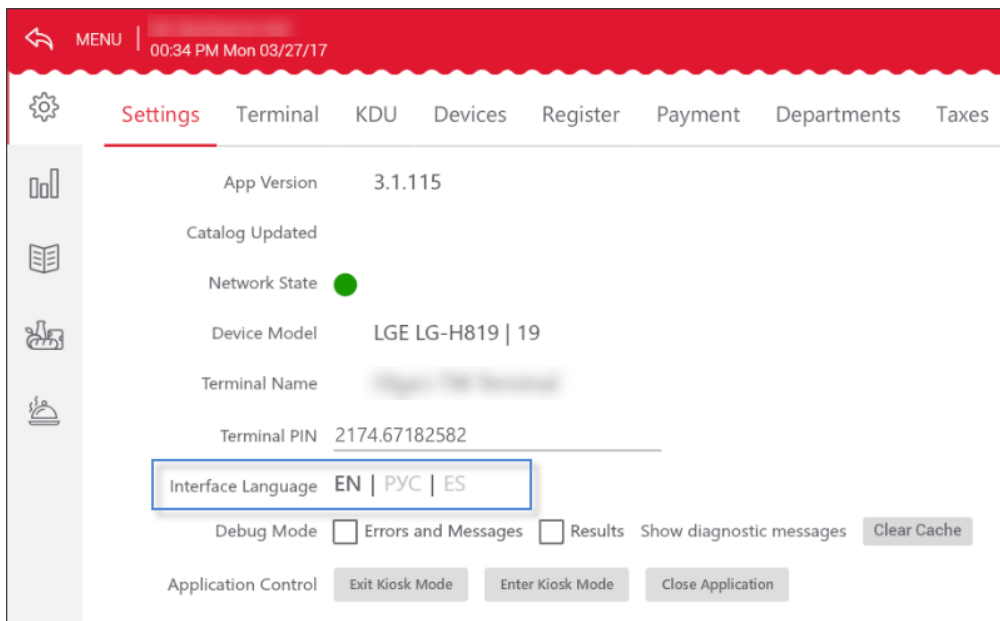 MENU
00:34 PM Mon 03/27/17
Settings Terminal KDU Devices Register Payment Departments Taxes
App Version 3.1.115
Catalog Updated
Network State
Device Model LGE LG-H819 | 19
Terminal Name
Terminal PIN 2174.67182582
Interface Language EN | РУС | ES
Debug Mode Errors and Messages Results Show diagnostic messages Clear Cache
Application Control Exit Kiosk Mode Enter Kiosk Mode Close Application